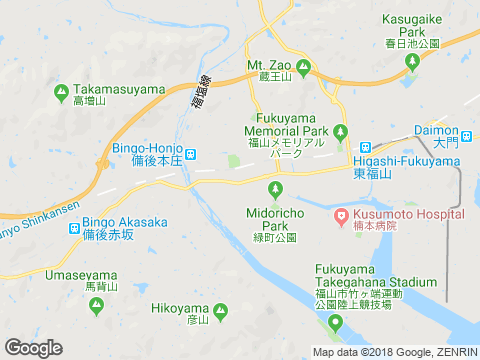 Kasugaike
Park
春日池公園
Mt. Zao
蔵王山
福塩線
Takamasuyama
高増山
Fukuyama
Memorial Park
福山メモリアル
パーク
Daimon
大門
Bingo-Honjo
備後本庄
Higashi-Fukuyama
東福山
Sanyo Shinkansen
Midoricho
Park
緑町公園
Kusumoto Hospital
楠本病院
Bingo Akasaka
備後赤坂
Umaseyama
馬背山
Fukuyama
Takegahana Stadium
福山市竹ヶ端運動
公園陸上競技場
Hikoyama
彦山
Google
Map data ©2018 Google, ZENRIN